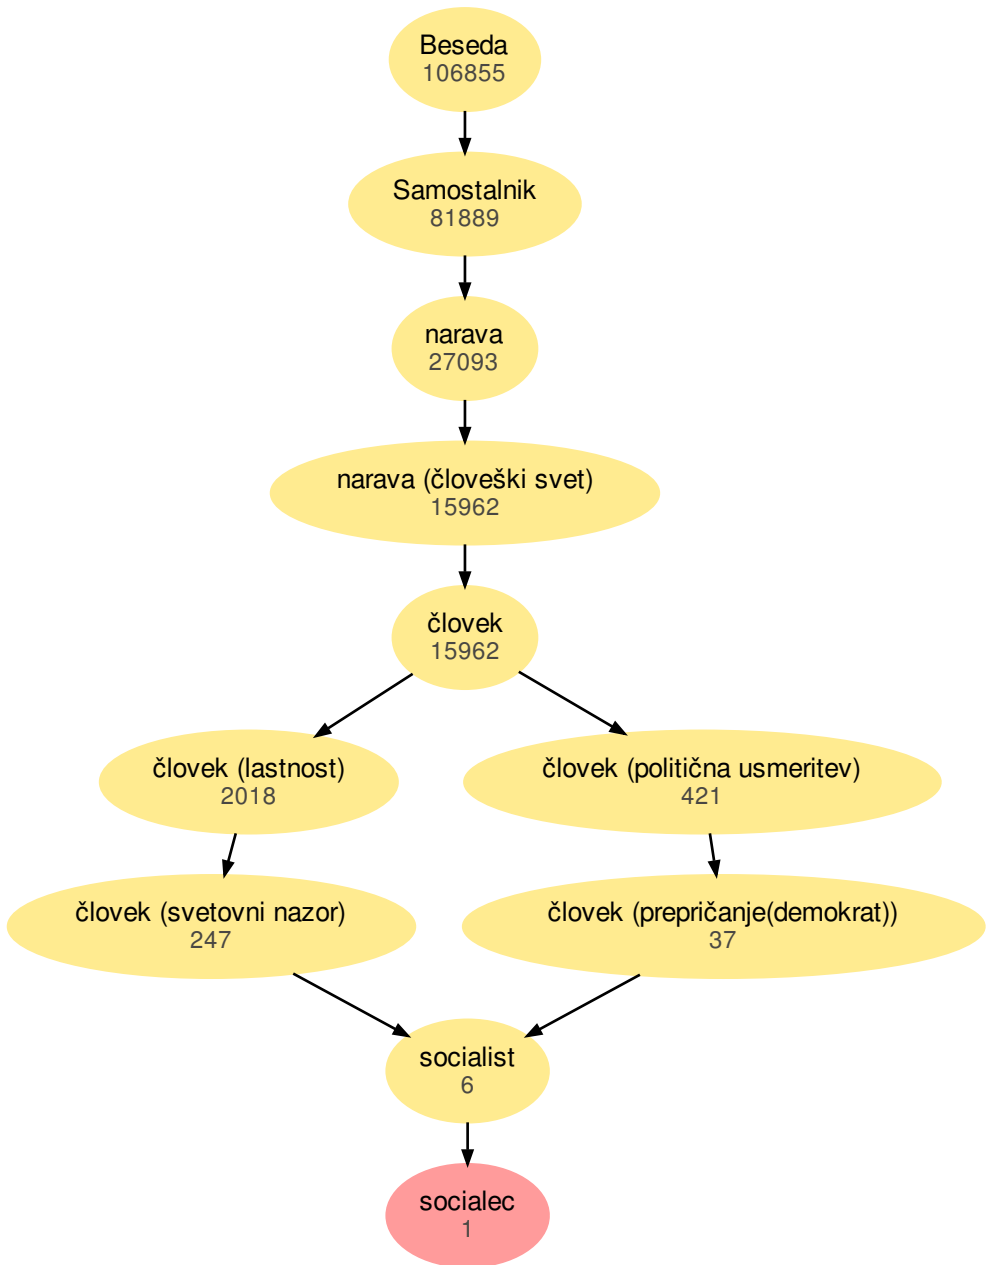 Beseda
106855
Samostalnik
81889
narava
27093
narava (človeški svet)
15962
človek
15962
človek (lastnost)
2018
človek (politična usmeritev)
421
človek (svetovni nazor)
247
človek (prepričanje(demokrat))
37
socialist
6
socialec
1